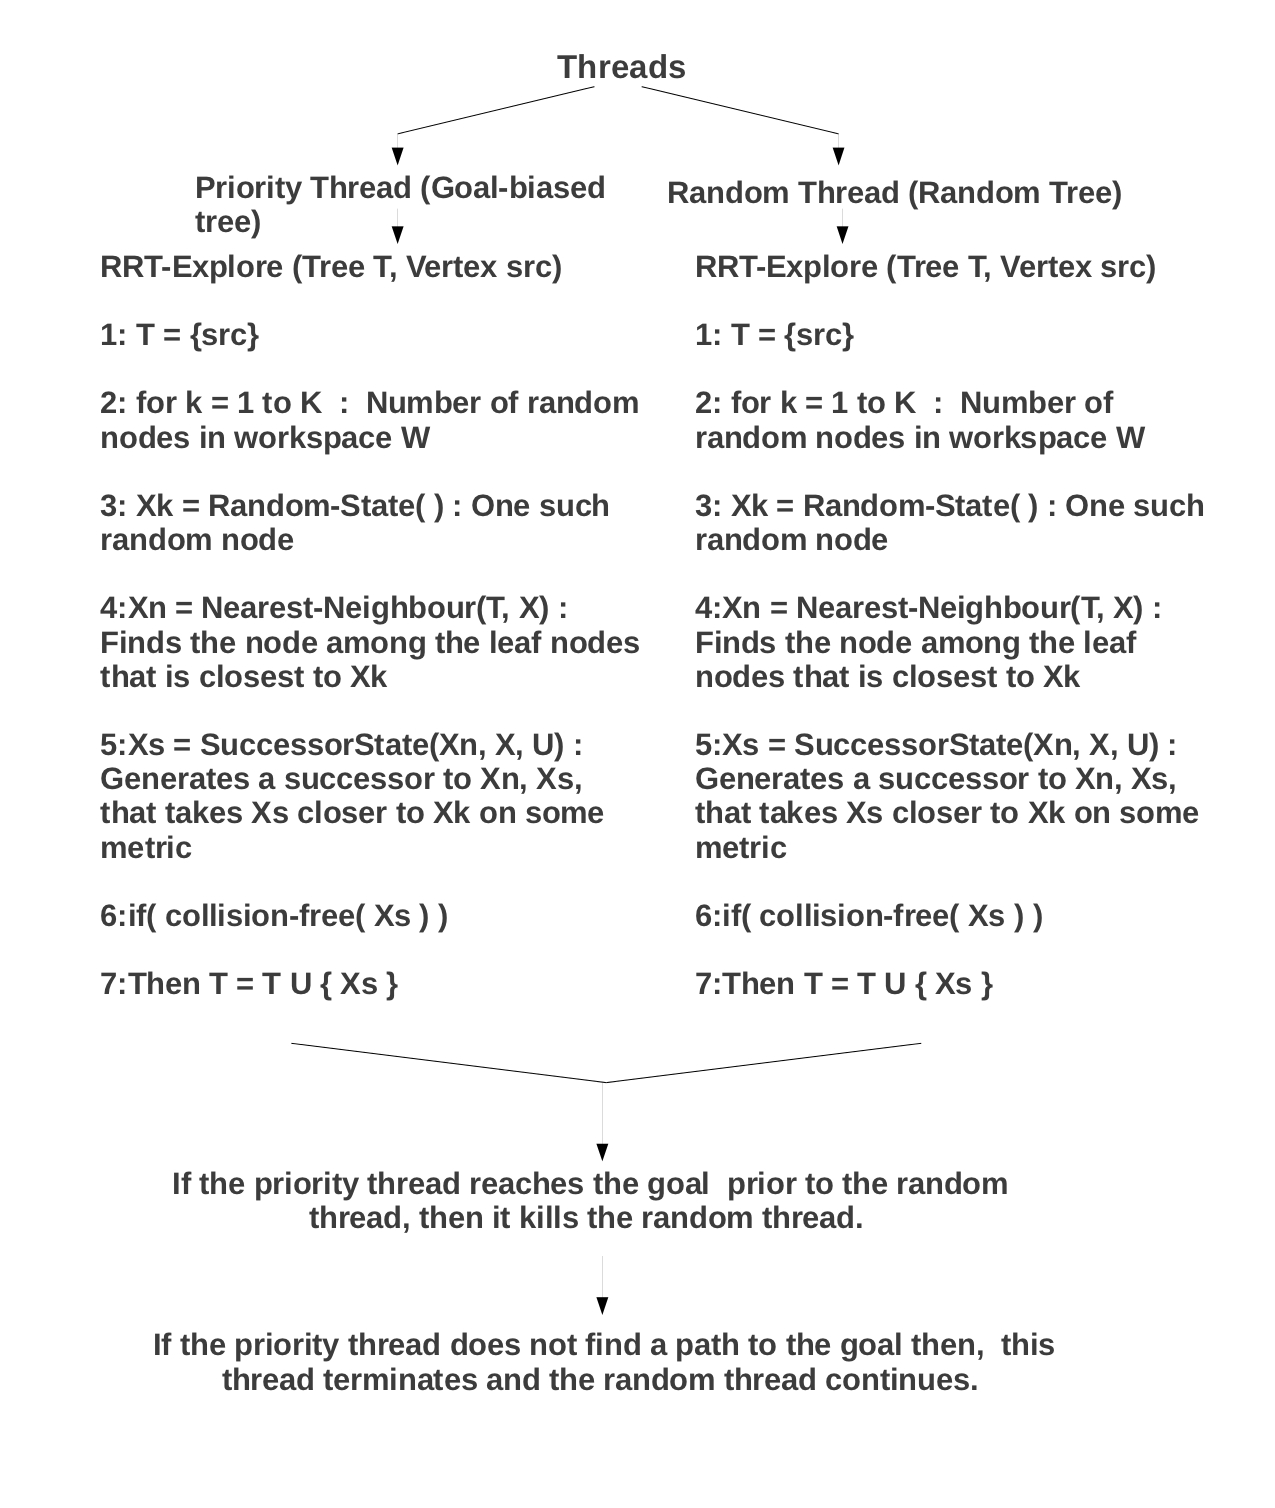 Threads
Priority Thread (Goal-biased
tree)
RRT-Explore (Tree T, Vertex src)
1: T = {src}
2: for k = 1 to K  :  Number of random
nodes in workspace W
3: Xk = Random-State( ) : One such
random node
4:Xn = Nearest-Neighbour(T, X) :
Finds the node among the leaf nodes
that is closest to Xk
5:Xs = SuccessorState(Xn, X, U) :
Generates a successor to Xn, Xs,
that takes Xs closer to Xk on some
metric
6:if( collision-free( Xs ) )
7:Then T = T U { Xs }
Random Thread (Random Tree)
RRT-Explore (Tree T, Vertex src)
1: T = {src}
2: for k = 1 to K  :  Number of
random nodes in workspace W
3: Xk = Random-State( ) : One such
random node
4:Xn = Nearest-Neighbour(T, X) :
Finds the node among the leaf
nodes that is closest to Xk
5:Xs = SuccessorState(Xn, X, U) :
Generates a successor to Xn, Xs,
that takes Xs closer to Xk on some
metric
6:if( collision-free( Xs ) )
7:Then T = T U { Xs }
If the priority thread reaches the goal  prior to the random
thread, then it kills the random thread.
If the priority thread does not find a path to the goal then,  this
thread terminates and the random thread continues.